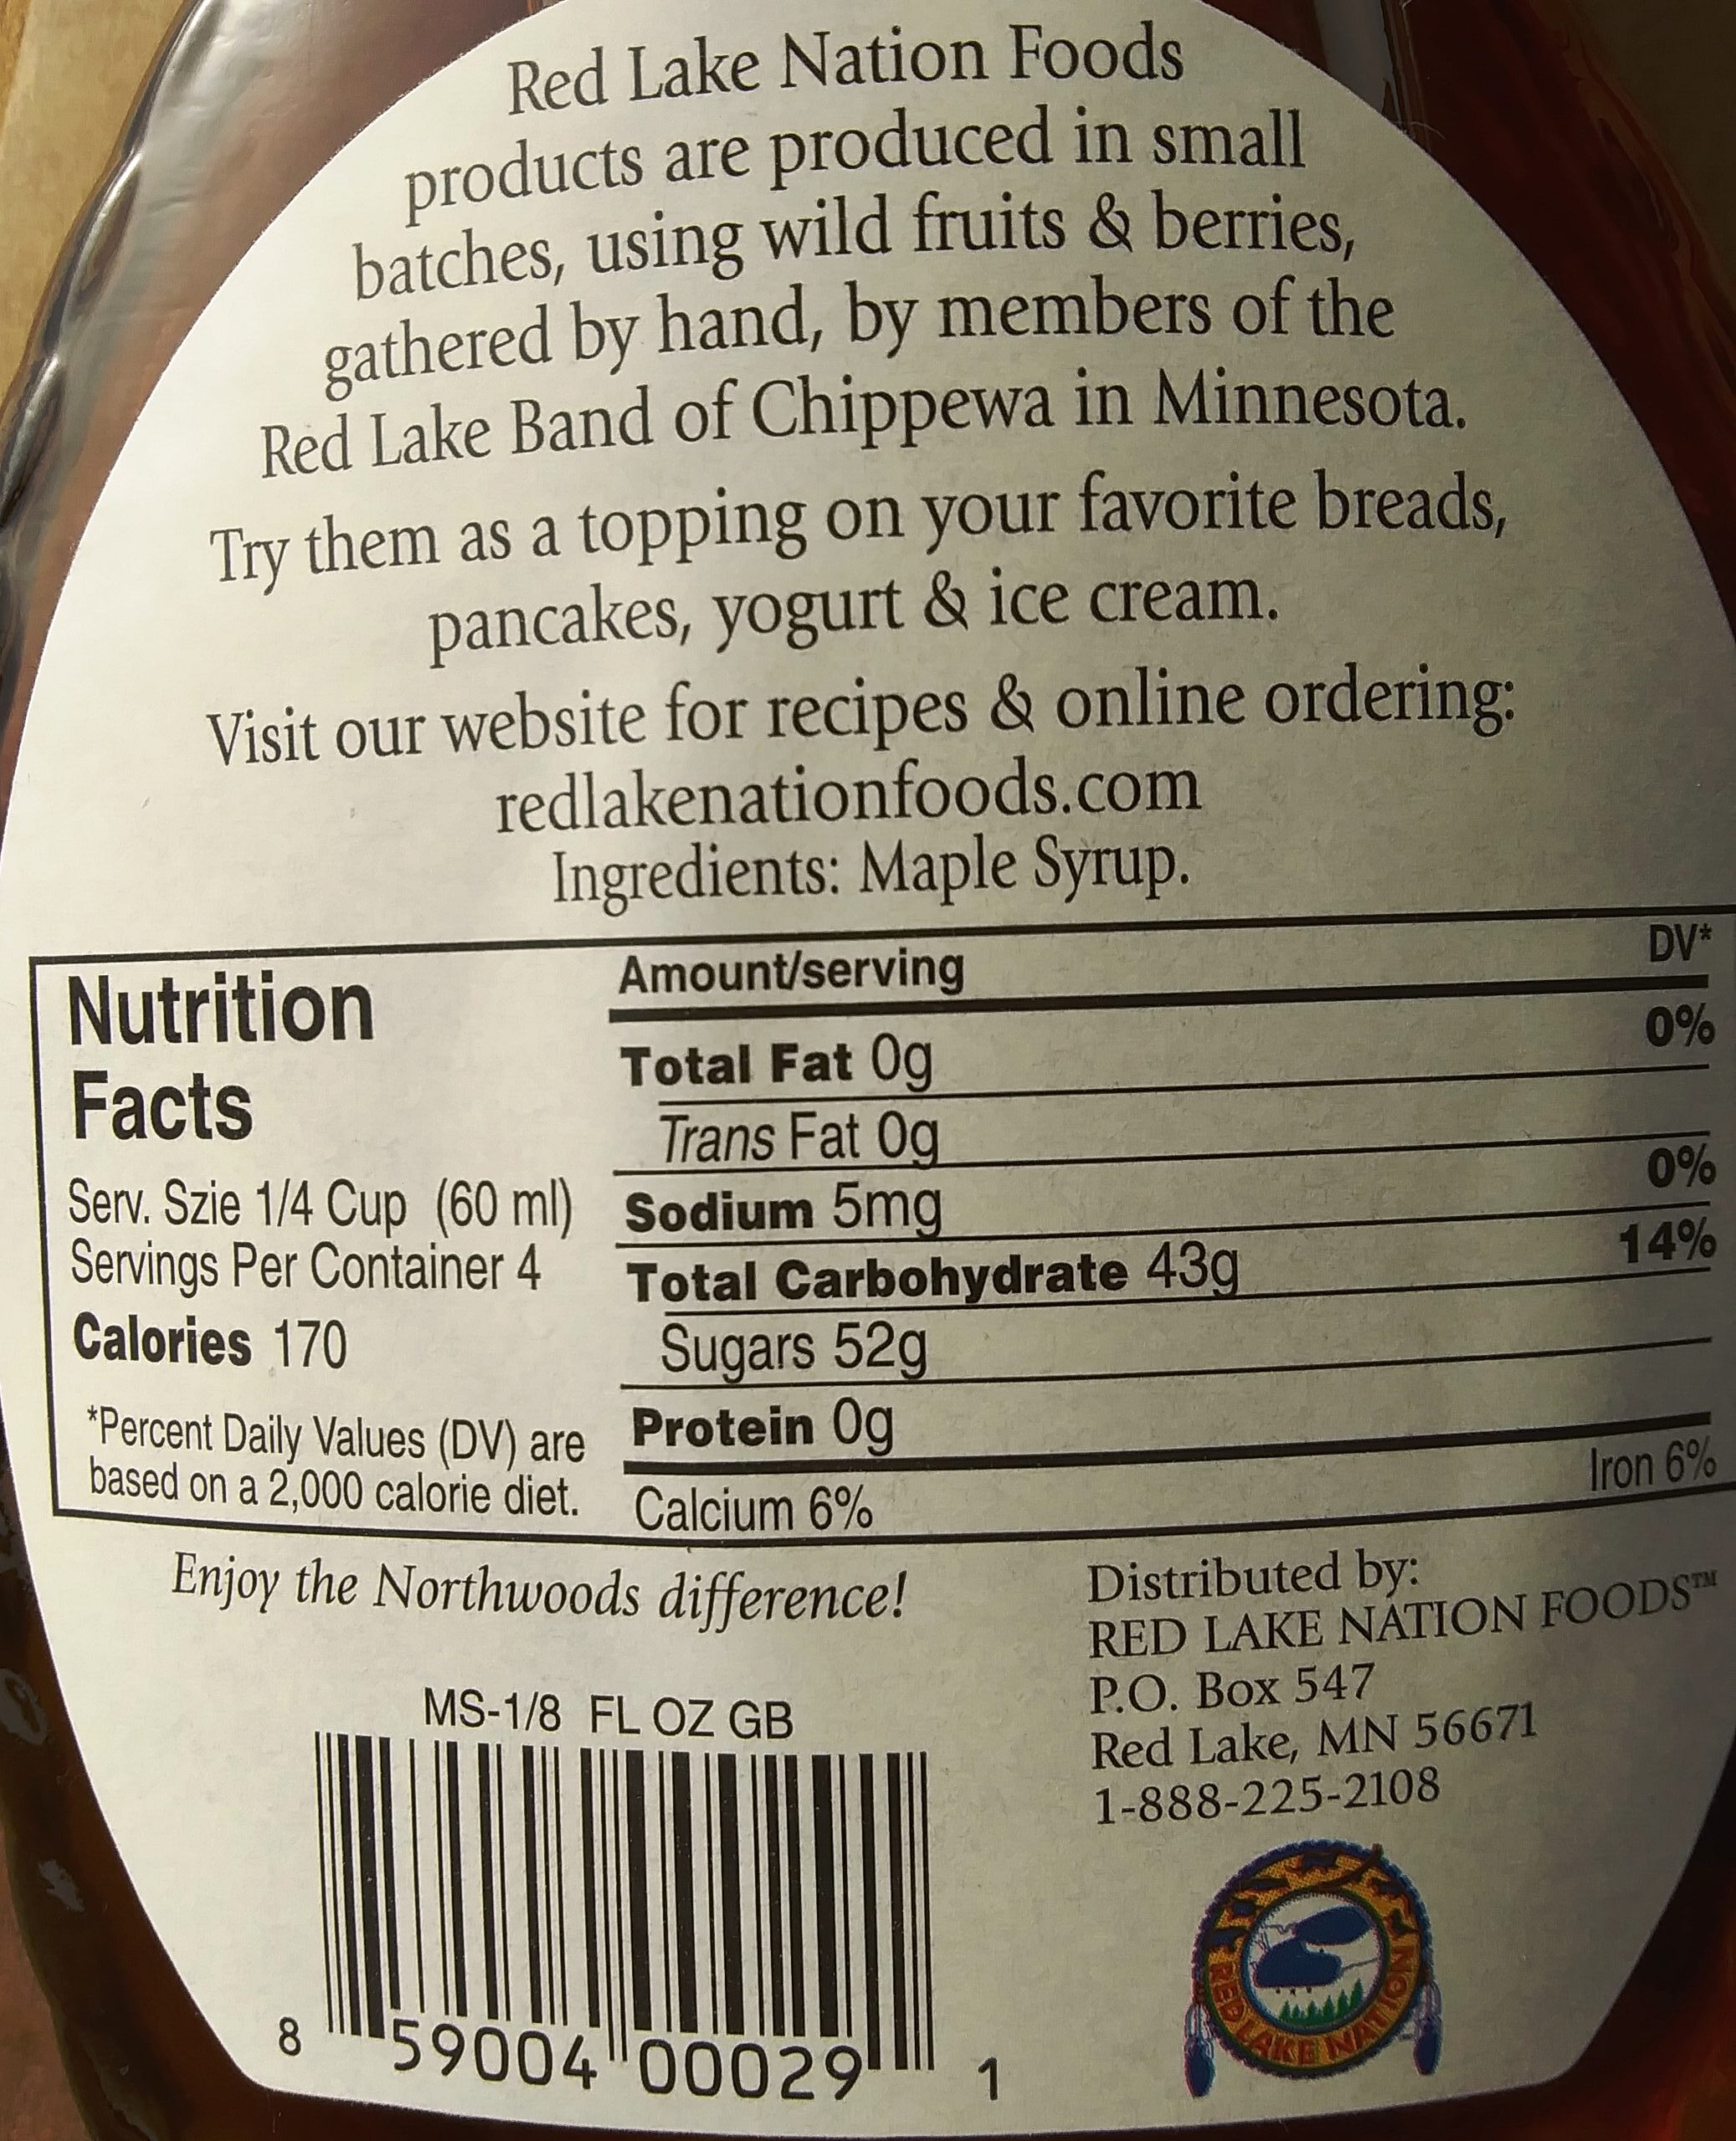 Red Lake Nation Foods
products are produced in small
batches, using wild fruits & berries,
gathered by hand, by members of the
Red Lake Band of Chippewa in Minnesota.
Try them as a topping on your favorite breads,
pancakes, yogurt & ice cream.
Visit our website for recipes & online ordering:
redlakenationfoods.com
Ingredients: Maple Syrup.
Nutrition
Facts
Serv. Szie 1/4 Cup (60 ml)
Servings Per Container 4
Calories 170
*Percent Daily Values (DV) are
based on a 2,000 calorie diet.
Amount/serving DV*
Total Fat 0g 0%
Trans Fat 0g
Sodium 5mg 0%
Total Carbohydrate 43g 14%
Sugars 52g
Protein 0g
Calcium 6% Iron 6%
Enjoy the Northwoods difference!
MS-1/8 FL OZ GB
8 59004 00029 1
Distributed by:
RED LAKE NATION FOODS™
P.O. Box 547
Red Lake, MN 56671
1-888-225-2108
RED LAKE NATION